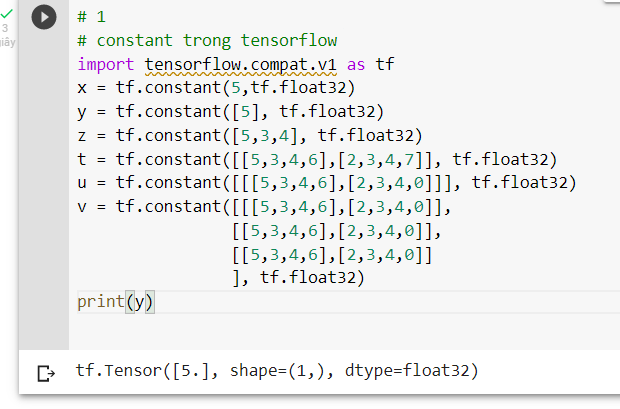 # 1
3
giây
# constant trong tensorflow
import tensorflow.compat.v1 as tf
x = tf.constant(5,tf.float32)
y = tf.constant([5], tf.float32)
z = tf.constant([5,3,4], tf.float32)
t = tf.constant([[5,3,4,6],[2,3,4,7]], tf.float32)
u = tf.constant([[[5,3,4,6],[2,3,4,0]]], tf.float32)
v = tf.constant([[[5,3,4,6],[2,3,4,0]],
[[5,3,4,6],[2,3,4,0]],
[[5,3,4,6],[2,3,4,0]]
], tf.float32)
print(y)
tf.Tensor([5.], shape=(1,), dtype=float32)